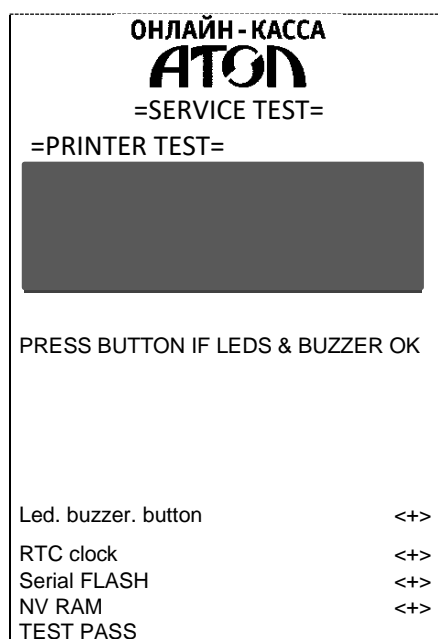 ОНЛАЙН - КАССА
АТОЛ
=SERVICE TEST=
=PRINTER TEST=
PRESS BUTTON IF LEDS & BUZZER OK
Led. buzzer. button <+>
RTC clock <+>
Serial FLASH <+>
NV RAM <+>
TEST PASS